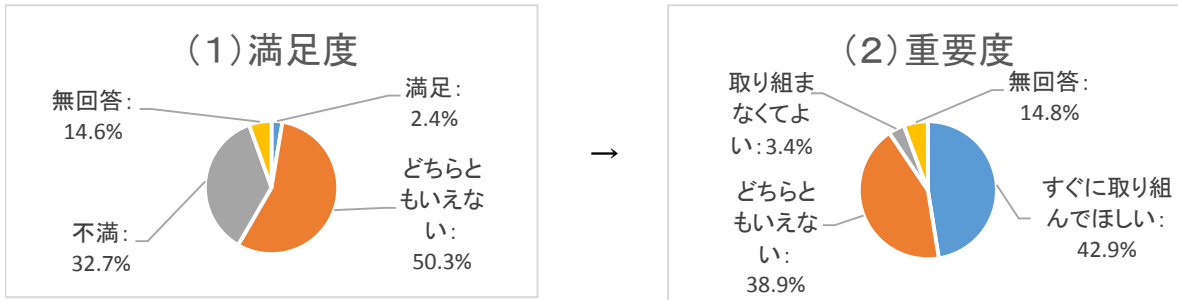 (1)満足度
無回答:
14.6%
満足:
2.4%
どちらと
もいえな
い:
50.3%
不満:
32.7%
→
(2)重要度
取り組ま
なくてよ
い:3.4%
無回答:
14.8%
どちらと
もいえな
い:
38.9%
すぐに取り組
んでほしい:
42.9%